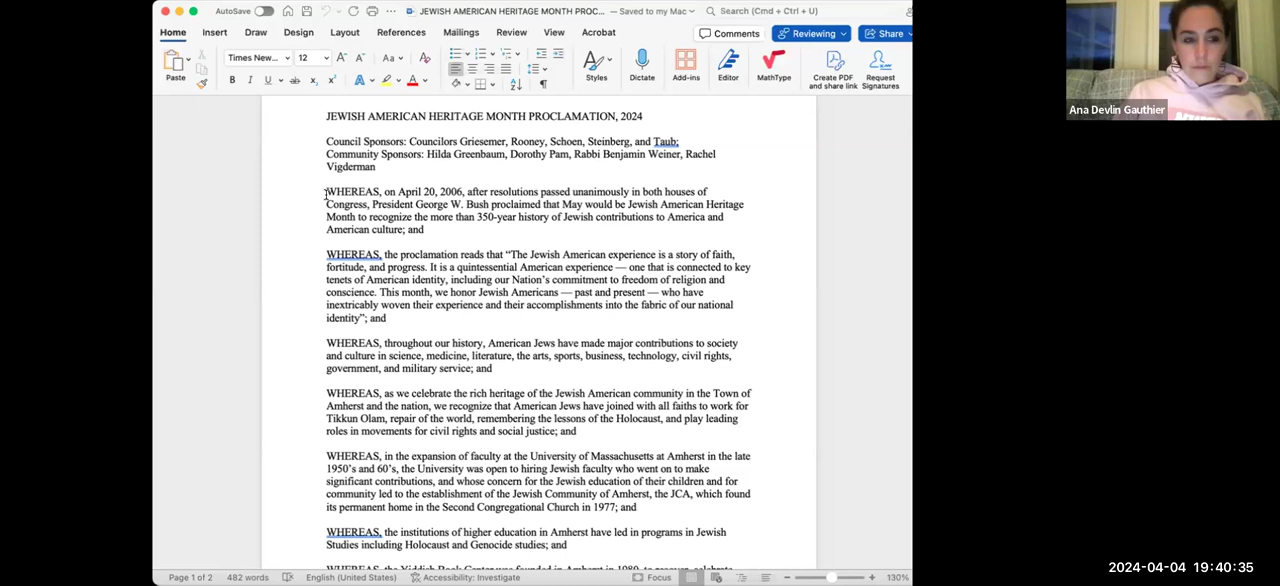 AutoSave
JEWISH AMERICAN HERITAGE MONTH PROC... — Saved to my Mac
Search (Cmd + Ctrl + U)
Home Insert Draw Design Layout References Mailings Review View Acrobat
Comments Reviewing Share
Paste
Times New... 12
Styles
Dictate
Add-ins
Editor
MathType
Create PDF
and share link
Request
Signatures
JEWISH AMERICAN HERITAGE MONTH PROCLAMATION, 2024
Council Sponsors: Councilors Griesemer, Rooney, Schoen, Steinberg, and Taub;
Community Sponsors: Hilda Greenbaum, Dorothy Pam, Rabbi Benjamin Weiner, Rachel
Vigderman
WHEREAS, on April 20, 2006, after resolutions passed unanimously in both houses of
Congress, President George W. Bush proclaimed that May would be Jewish American Heritage
Month to recognize the more than 350-year history of Jewish contributions to America and
American culture; and
WHEREAS, the proclamation reads that “The Jewish American experience is a story of faith,
fortitude, and progress. It is a quintessential American experience — one that is connected to key
tenets of American identity, including our Nation’s commitment to freedom of religion and
conscience. This month, we honor Jewish Americans — past and present — who have
inextricably woven their experience and their accomplishments into the fabric of our national
identity”; and
WHEREAS, throughout our history, American Jews have made major contributions to society
and culture in science, medicine, literature, the arts, sports, business, technology, civil rights,
government, and military service; and
WHEREAS, as we celebrate the rich heritage of the Jewish American community in the Town of
Amherst and the nation, we recognize that American Jews have joined with all faiths to work for
Tikkun Olam, repair of the world, remembering the lessons of the Holocaust, and play leading
roles in movements for civil rights and social justice; and
WHEREAS, in the expansion of faculty at the University of Massachusetts at Amherst in the late
1950’s and 60’s, the University was open to hiring Jewish faculty who went on to make
significant contributions, and whose concern for the Jewish education of their children and for
community led to the establishment of the Jewish Community of Amherst, the JCA, which found
its permanent home in the Second Congregational Church in 1977; and
WHEREAS, the institutions of higher education in Amherst have led in programs in Jewish
Studies including Holocaust and Genocide studies; and
WHEREAS, the Yiddish Book Center was founded in Amherst in 1980, to recover, celebrate
Page 1 of 2 482 words English (United States) Accessibility: Investigate Focus 130%
Ana Devlin Gauthier
2024-04-04 19:40:35